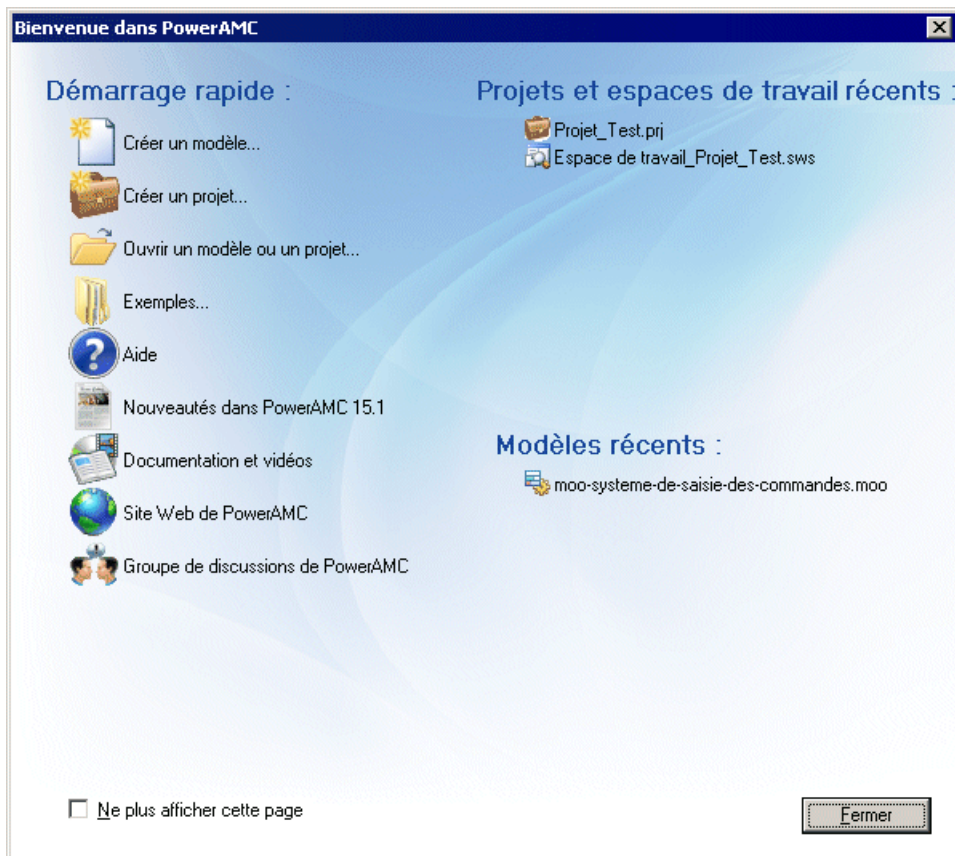 Bienvenue dans PowerAMC
Démarrage rapide :
Créer un modèle...
Créer un projet...
Ouvrir un modèle ou un projet...
Exemples...
Aide
Nouveautés dans PowerAMC 15.1
Documentation et vidéos
Site Web de PowerAMC
Groupe de discussions de PowerAMC
Projets et espaces de travail récents :
Projet_Test.prj
Espace de travail_Projet_Test.sws
Modèles récents :
moo-systeme-de-saisie-des-commandes.moo
Ne plus afficher cette page
Fermer